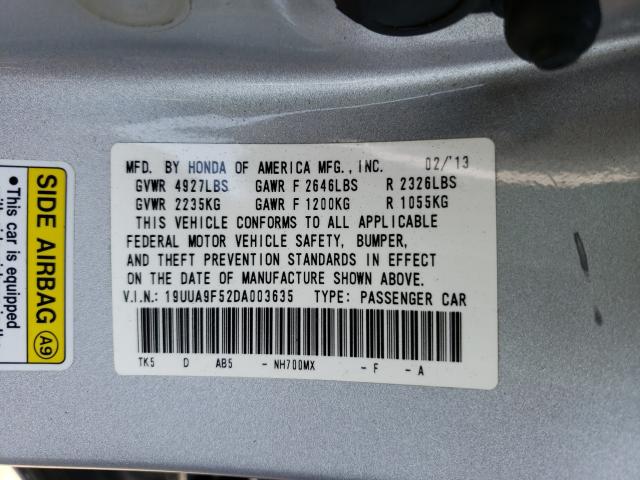 MFD. BY HONDA OF AMERICA MFG., INC. 02/'13
GVWR 4927LBS GAWR F 2646LBS R 2326LBS
GVWR 2235KG GAWR F 1200KG R 1055KG
THIS VEHICLE CONFORMS TO ALL APPLICABLE
FEDERAL MOTOR VEHICLE SAFETY, BUMPER,
AND THEFT PREVENTION STANDARDS IN EFFECT
ON THE DATE OF MANUFACTURE SHOWN ABOVE.
V.I.N.: 19UUA9F52DA003635 TYPE: PASSENGER CAR
TK5 D AB5 - NH700MX - F - A
SIDE AIRBAG A9
• This car is equipped